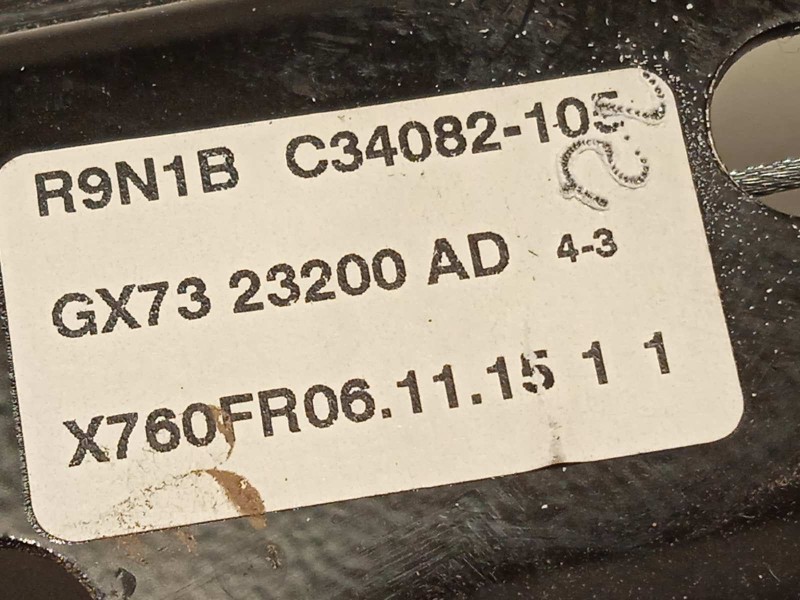 R9N1B C34082-105
GX73 23200 AD 4-3
X760FR06.11.15 1 1